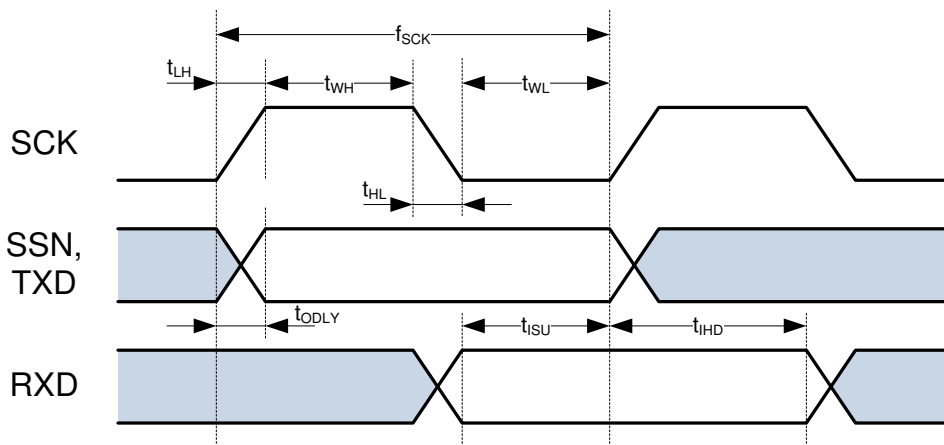 fSCK
tLH
tWH
tWL
SCK
tHL
SSN,
TXD
tODLY
tISU
tIHD
RXD